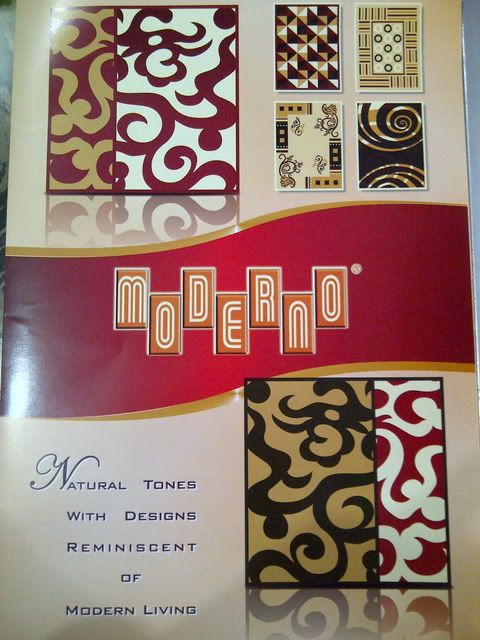 MODERNO®
NATURAL TONES
WITH DESIGNS
REMINISCENT
OF
MODERN LIVING